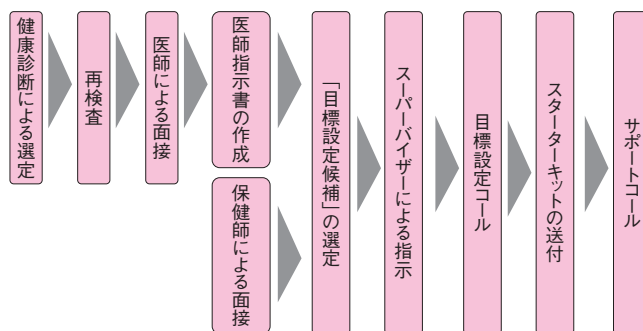 健康診断による選定
再検査
医師による面接
医師指示書の作成
保健師による面接
「目標設定候補」の選定
スーパーバイザーによる指示
目標設定コール
スターターキットの送付
サポートコール